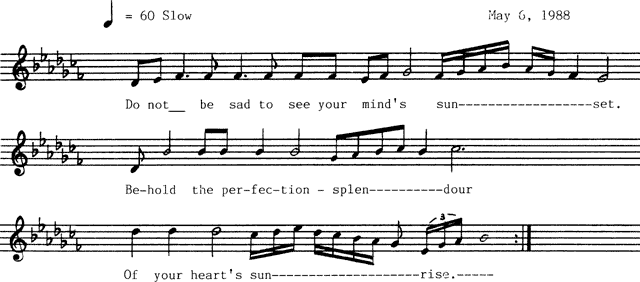 = 60 Slow May 6, 1988
Do not__ be sad to see your mind's sun------------------set.
Be-hold the per-fec-tion - splen----------dour
3
Of your heart's sun--------------------rise.-----